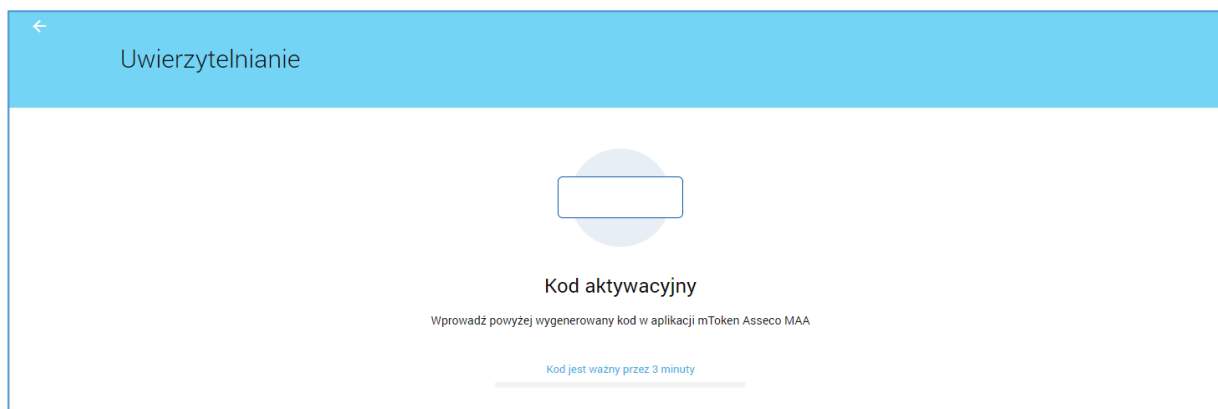 Uwierzytelnianie
Kod aktywacyjny
Wprowadź powyżej wygenerowany kod w aplikacji mToken Asseco MAA
Kod jest ważny przez 3 minuty